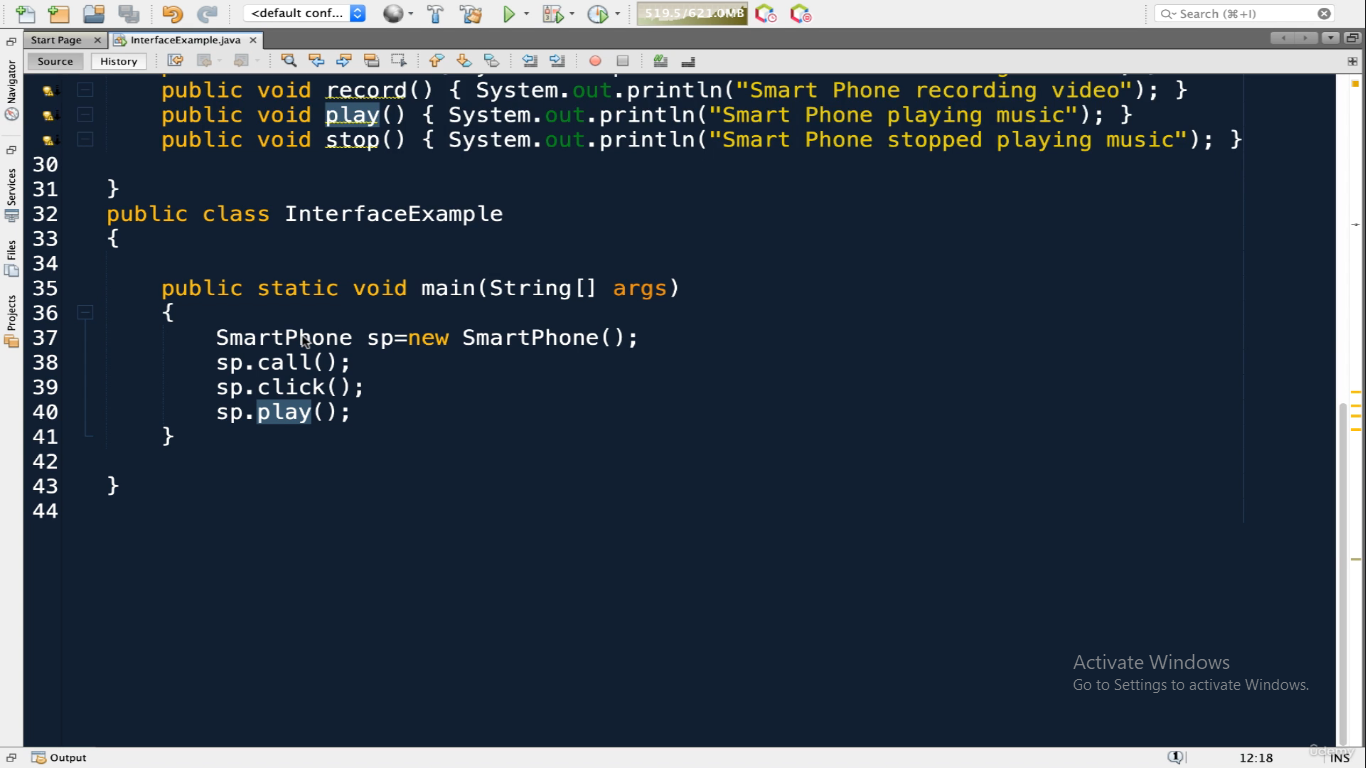 <default conf...
519.5/621.0MB
Search (⌘+I)
Start Page
InterfaceExample.java
Source History
public void record() { System.out.println("Smart Phone recording video"); }
public void play() { System.out.println("Smart Phone playing music"); }
public void stop() { System.out.println("Smart Phone stopped playing music"); }
30
31 }
32 public class InterfaceExample
33 {
34
35 public static void main(String[] args)
36 {
37 SmartPhone sp=new SmartPhone();
38 sp.call();
39 sp.click();
40 sp.play();
41 }
42
43 }
44
Navigator
Services
Files
Projects
Activate Windows
Go to Settings to activate Windows.
Output
1
12:18
INS
Udemy